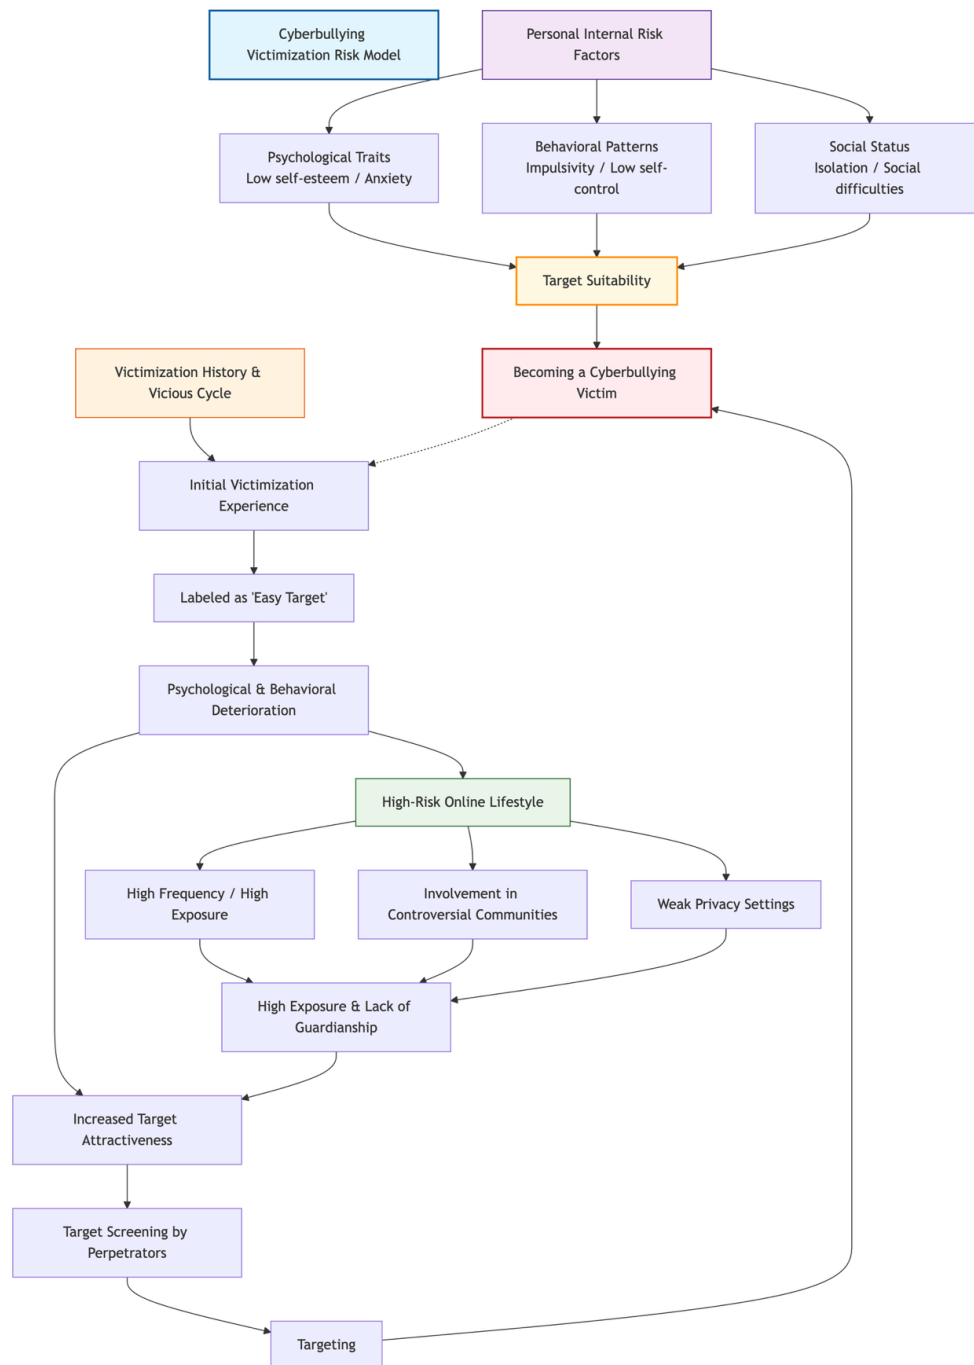 Cyberbullying
Victimization Risk Model
Personal Internal Risk
Factors
Psychological Traits
Low self-esteem / Anxiety
Behavioral Patterns
Impulsivity / Low self-
control
Social Status
Isolation / Social
difficulties
Target Suitability
Victimization History &
Vicious Cycle
Becoming a Cyberbullying
Victim
Initial Victimization
Experience
Labeled as 'Easy Target'
Psychological & Behavioral
Deterioration
High-Risk Online Lifestyle
High Frequency / High
Exposure
Involvement in
Controversial Communities
Weak Privacy Settings
High Exposure & Lack of
Guardianship
Increased Target
Attractiveness
Target Screening by
Perpetrators
Targeting